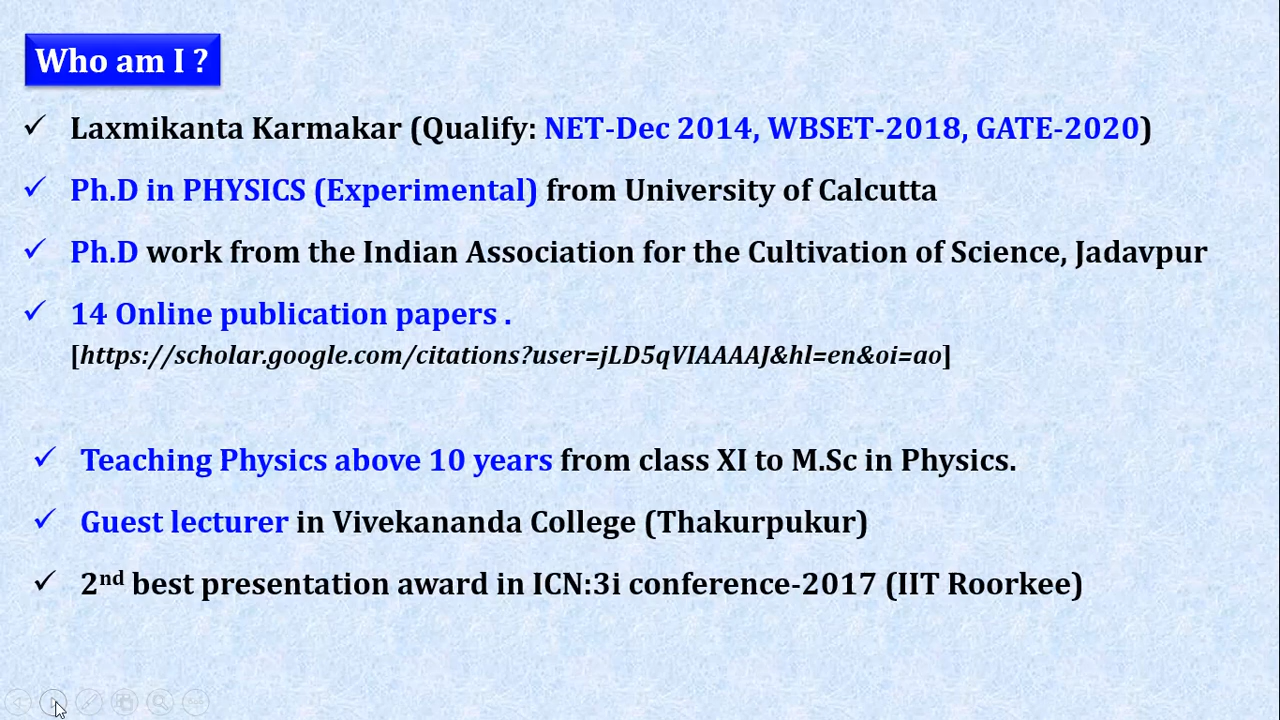 Who am I ?
Laxmikanta Karmakar (Qualify: NET-Dec 2014, WBSET-2018, GATE-2020)
Ph.D in PHYSICS (Experimental) from University of Calcutta
Ph.D work from the Indian Association for the Cultivation of Science, Jadavpur
14 Online publication papers .
[https://scholar.google.com/citations?user=jLD5qVIAAAAJ&hl=en&oi=ao]
Teaching Physics above 10 years from class XI to M.Sc in Physics.
Guest lecturer in Vivekananda College (Thakurpukur)
2nd best presentation award in ICN:3i conference-2017 (IIT Roorkee)